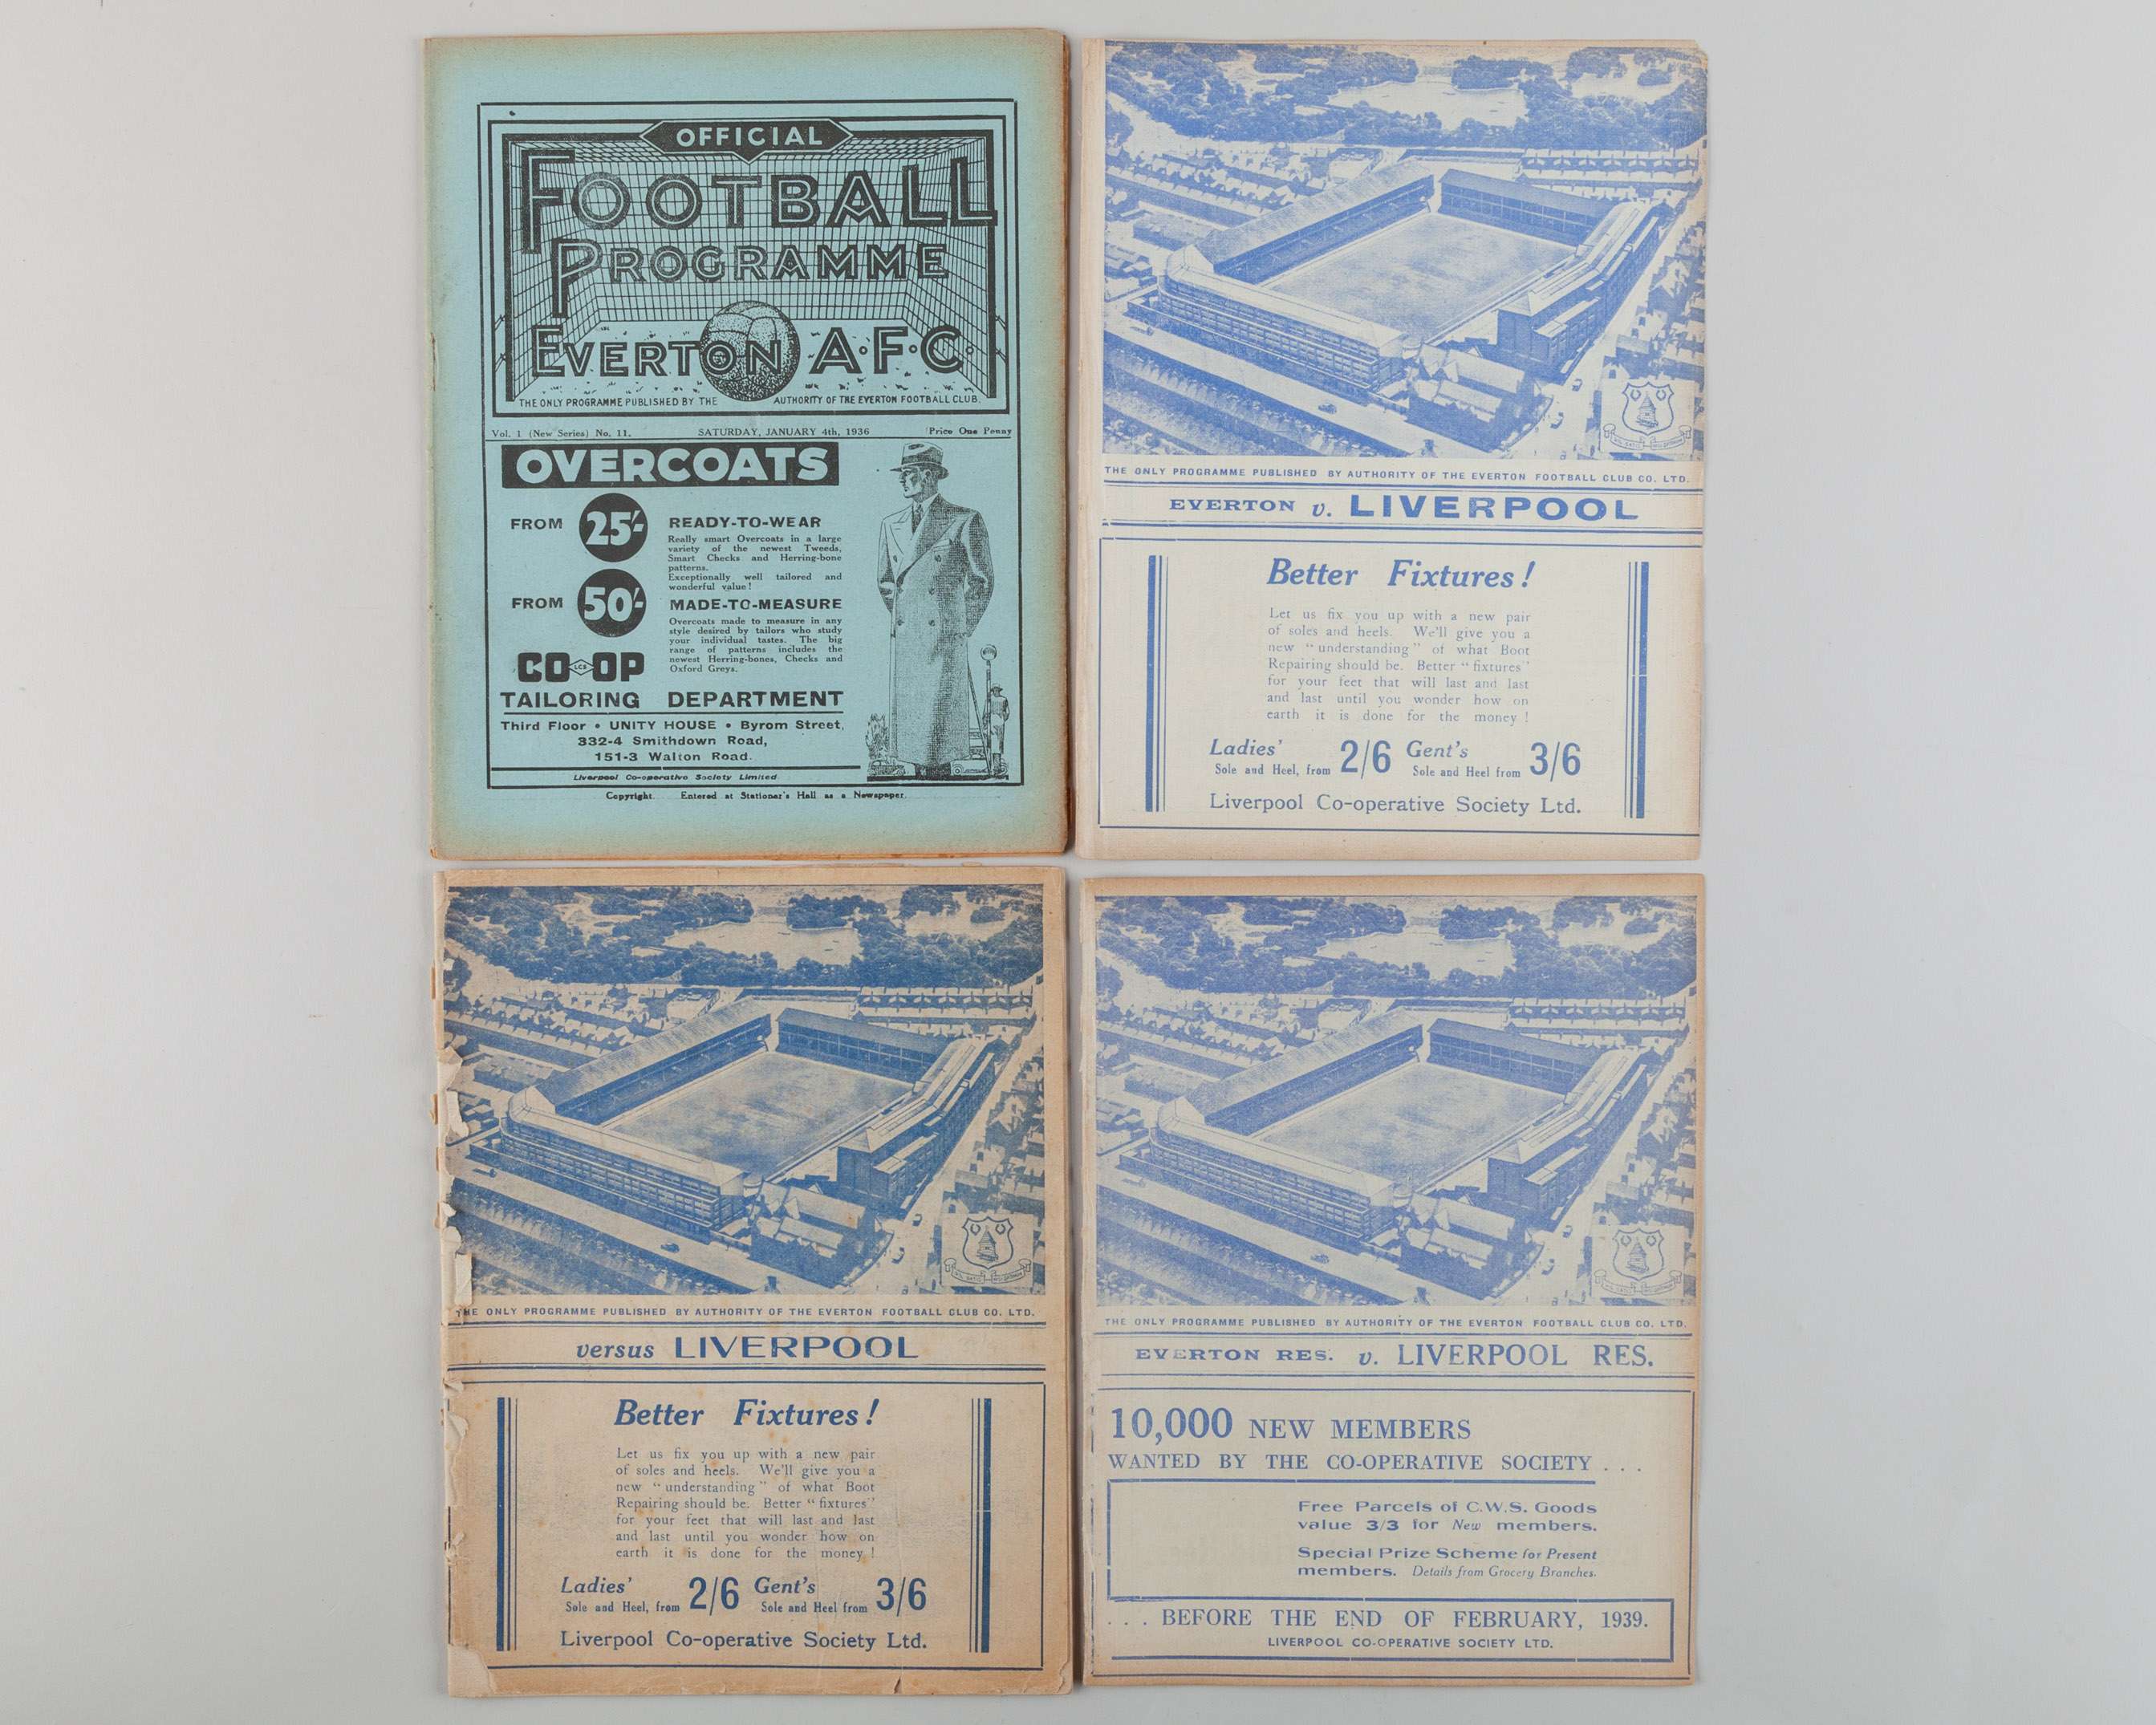 OFFICIAL
FOOTBALL
PROGRAMME
EVERTON A·F·C·
THE ONLY PROGRAMME PUBLISHED BY THE AUTHORITY OF THE EVERTON FOOTBALL CLUB.
Vol. 1 (New Series) No. 11. SATURDAY, JANUARY 4th, 1936 Price One Penny
OVERCOATS
FROM 25/-
READY-TO-WEAR
Really smart Overcoats in a large
variety of the newest Tweeds,
Smart Checks and Herring-bone
patterns.
Exceptionally well tailored and
wonderful value!
FROM 50/-
MADE-TO-MEASURE
Overcoats made to measure in any
style desired by tailors who study
your individual tastes. The big
range of patterns includes the
newest Herring-bones, Checks and
Oxford Greys.
CO LCS OP
TAILORING DEPARTMENT
Third Floor • UNITY HOUSE • Byrom Street,
332-4 Smithdown Road,
151-3 Walton Road.
Liverpool Co-operative Society Limited
Copyright. Entered at Stationer's Hall as a Newspaper.
THE ONLY PROGRAMME PUBLISHED BY AUTHORITY OF THE EVERTON FOOTBALL CLUB CO. LTD.
EVERTON v. LIVERPOOL
Better Fixtures!
Let us fix you up with a new pair
of soles and heels. We'll give you a
new "understanding" of what Boot
Repairing should be. Better "fixtures"
for your feet that will last and last
and last until you wonder how on
earth it is done for the money!
Ladies' 2/6 Gent's 3/6
Sole and Heel, from Sole and Heel from
Liverpool Co-operative Society Ltd.
THE ONLY PROGRAMME PUBLISHED BY AUTHORITY OF THE EVERTON FOOTBALL CLUB CO. LTD.
versus LIVERPOOL
Better Fixtures!
Let us fix you up with a new pair
of soles and heels. We'll give you a
new "understanding" of what Boot
Repairing should be. Better "fixtures"
for your feet that will last and last
and last until you wonder how on
earth it is done for the money!
Ladies' 2/6 Gent's 3/6
Sole and Heel, from Sole and Heel from
Liverpool Co-operative Society Ltd.
THE ONLY PROGRAMME PUBLISHED BY AUTHORITY OF THE EVERTON FOOTBALL CLUB CO. LTD.
EVERTON RES. v. LIVERPOOL RES.
10,000 NEW MEMBERS
WANTED BY THE CO-OPERATIVE SOCIETY . . .
Free Parcels of C.W.S. Goods
value 3/3 for New members.
Special Prize Scheme for Present
members. Details from Grocery Branches.
. . . BEFORE THE END OF FEBRUARY, 1939.
LIVERPOOL CO-OPERATIVE SOCIETY LTD.